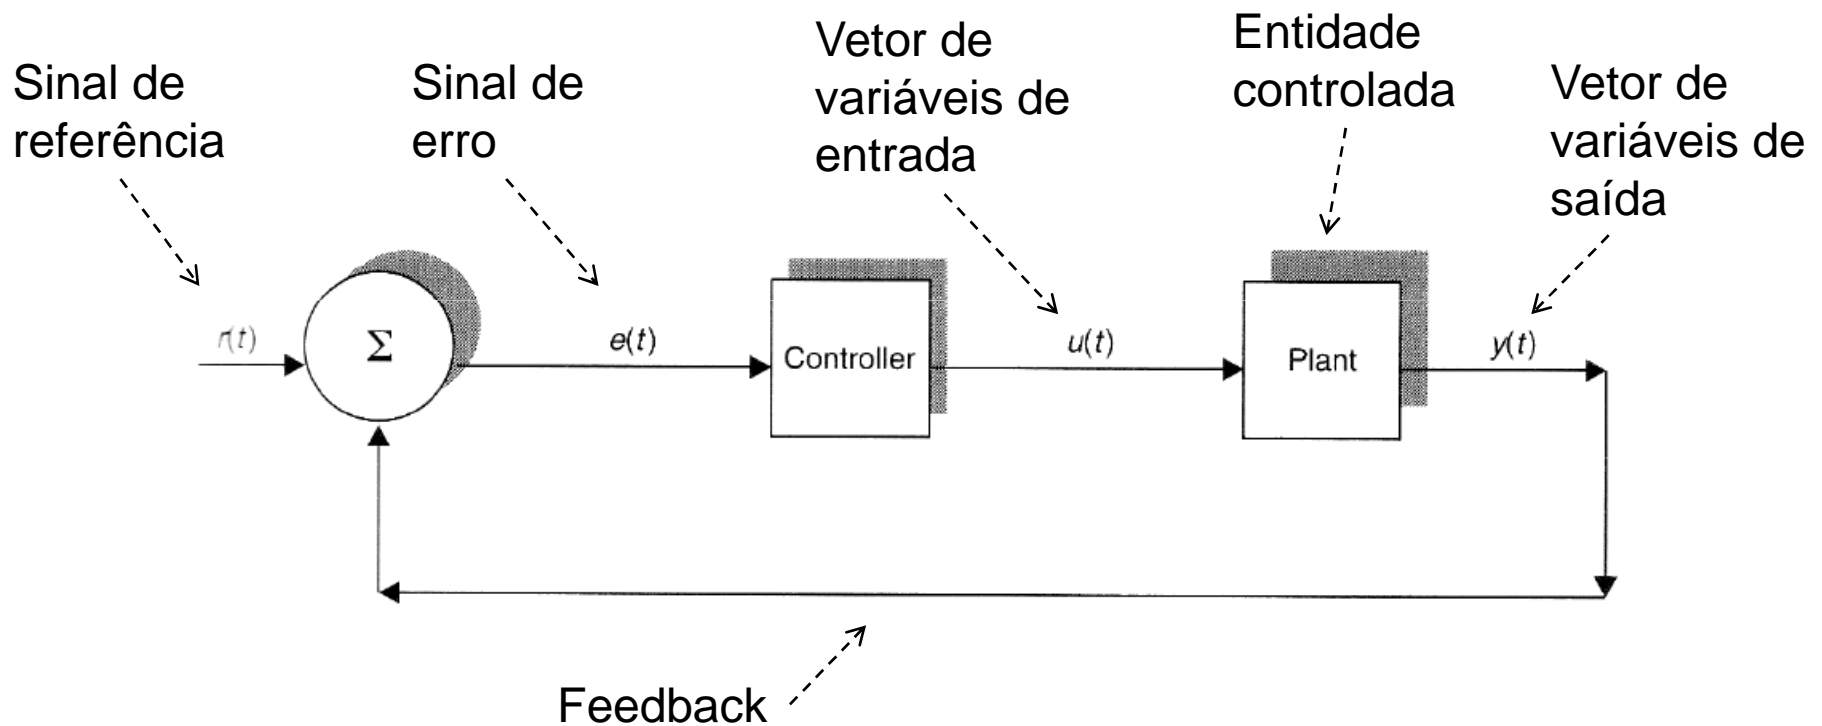 Sinal de
referência
Sinal de
erro
Vetor de
variáveis de
entrada
Entidade
controlada
Vetor de
variáveis de
saída
r(t)
Σ
e(t)
Controller
u(t)
Plant
y(t)
Feedback